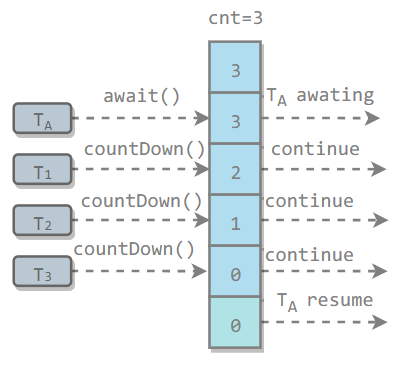 cnt=3
3
await()
T_A awating
T_A
3
countDown()
continue
T_1
2
countDown()
continue
T_2
1
countDown()
continue
T_3
0
T_A resume
0